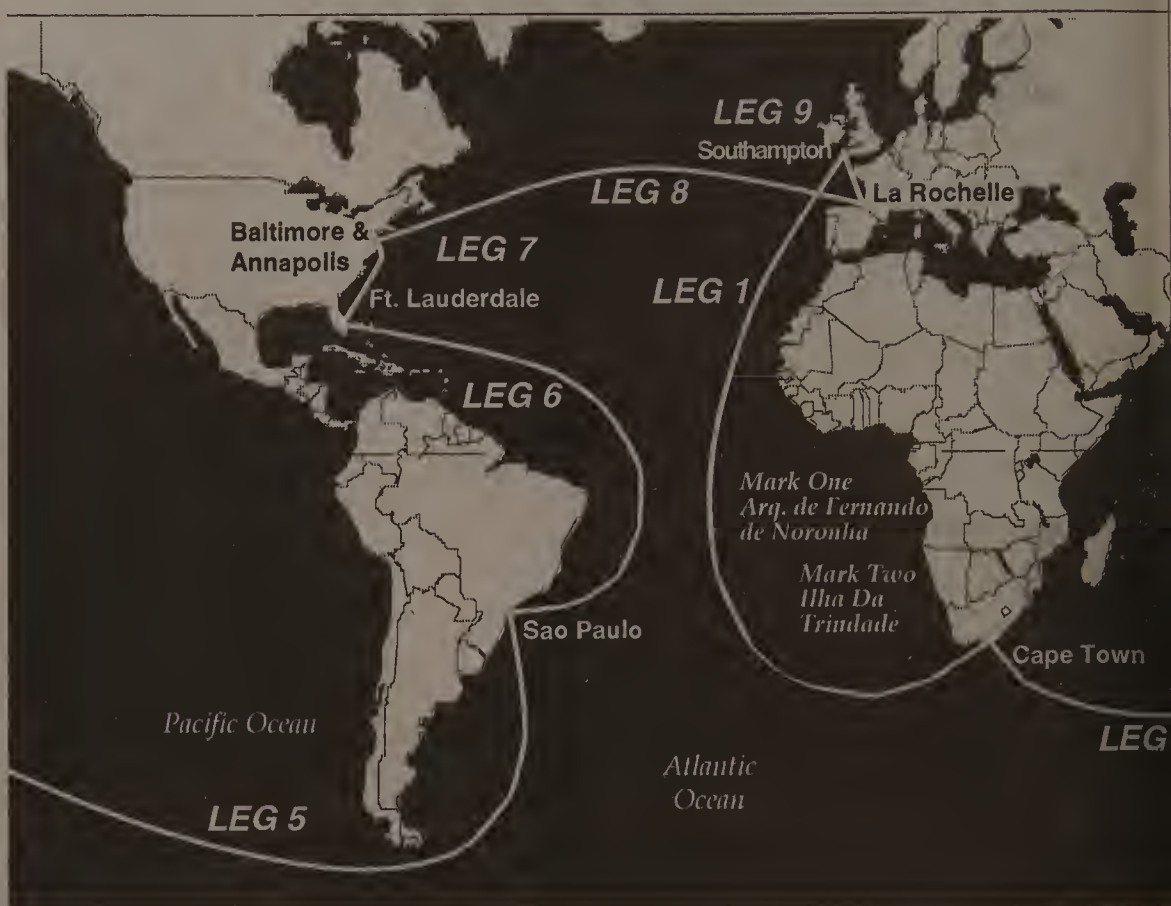 LEG 9
Southampton
LEG 8
La Rochelle
Baltimore &
Annapolis
LEG 7
Ft. Lauderdale
LEG 1
LEG 6
Mark One
Arq. de Fernando
de Noronha
Mark Two
Ilha Da
Trindade
Sao Paulo
Cape Town
Pacific Ocean
LEG
Atlantic
Ocean
LEG 5